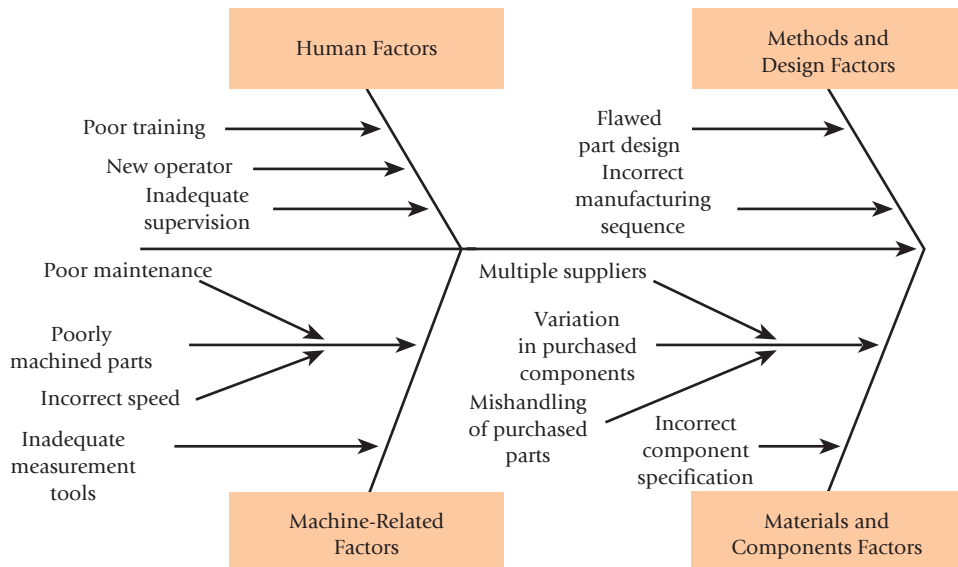 Human Factors
Methods and
Design Factors
Poor training
New operator
Inadequate
supervision
Flawed
part design
Incorrect
manufacturing
sequence
Poor maintenance
Poorly
machined parts
Incorrect speed
Inadequate
measurement
tools
Multiple suppliers
Variation
in purchased
components
Mishandling
of purchased
parts
Incorrect
component
specification
Machine-Related
Factors
Materials and
Components Factors